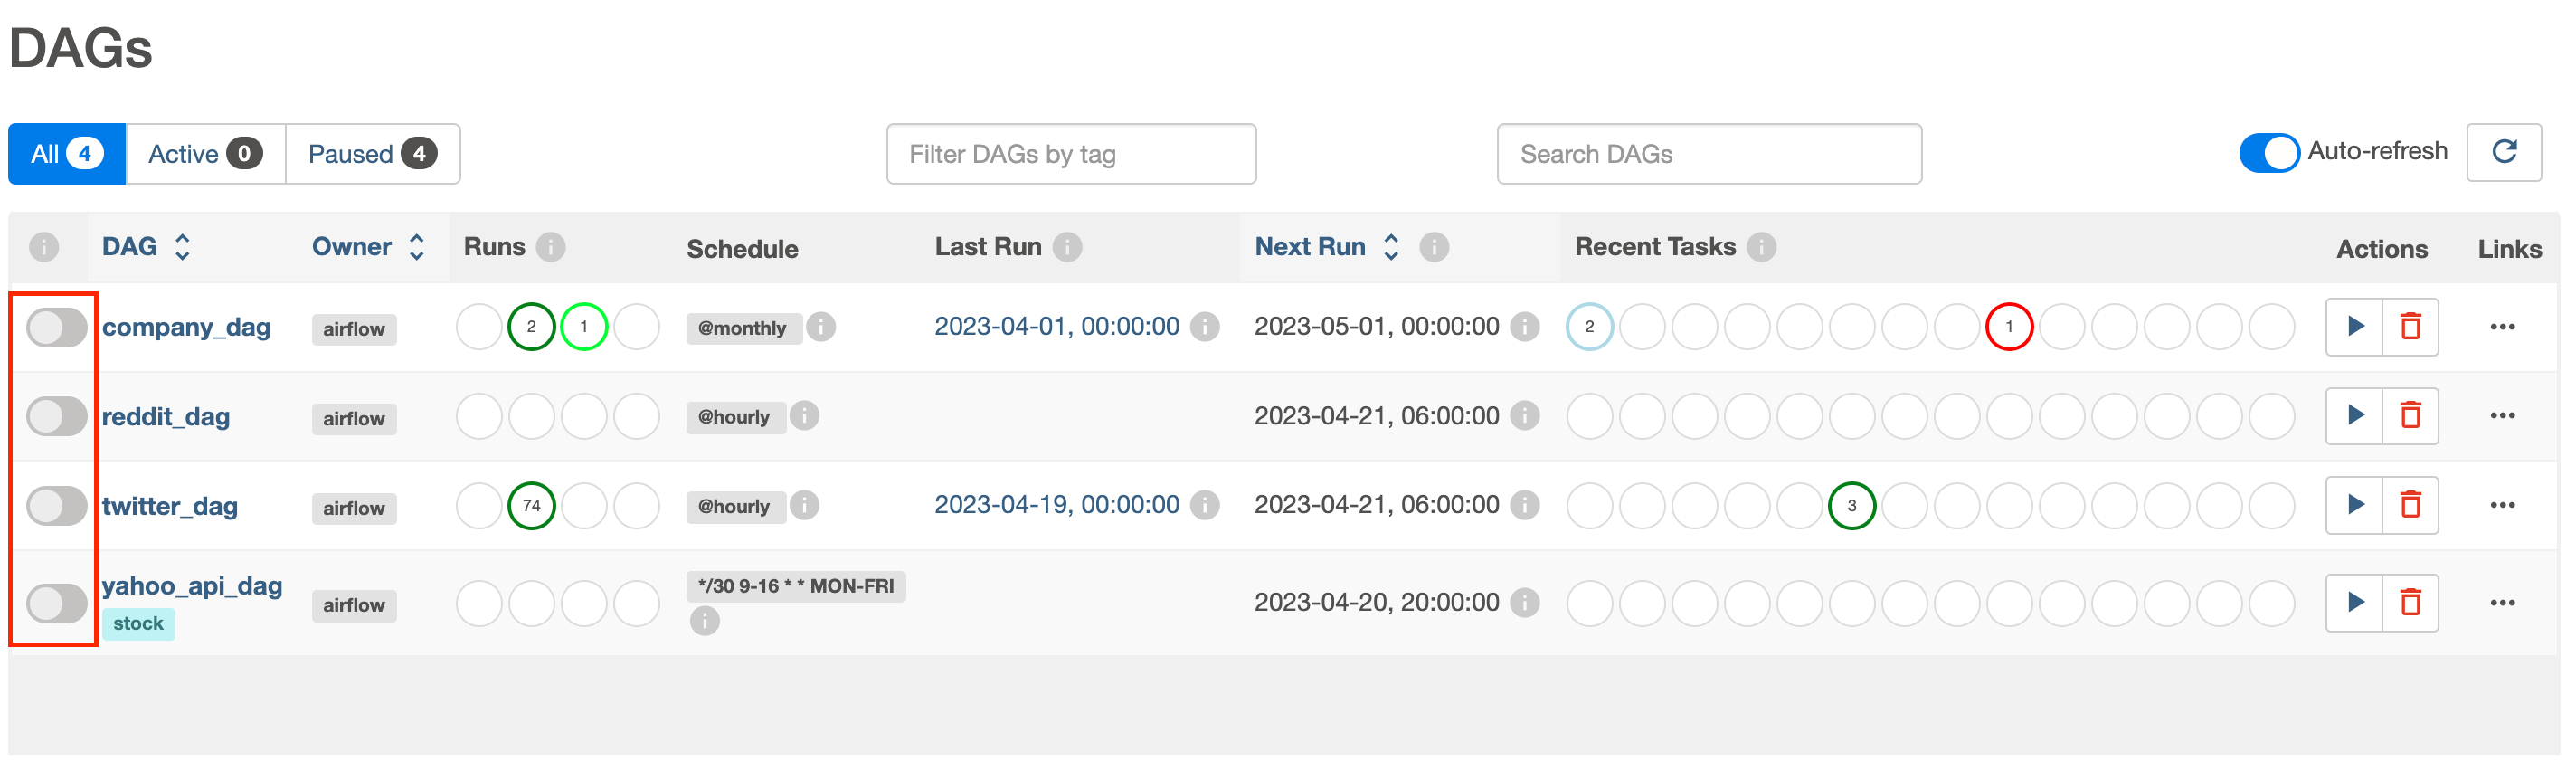 DAGs
All 4 Active 0 Paused 4 Filter DAGs by tag Search DAGs Auto-refresh
DAG Owner Runs Schedule Last Run Next Run Recent Tasks Actions Links
company_dag airflow 2 1 @monthly 2023-04-01, 00:00:00 2023-05-01, 00:00:00 2 1
reddit_dag airflow @hourly 2023-04-21, 06:00:00
twitter_dag airflow 74 @hourly 2023-04-19, 00:00:00 2023-04-21, 06:00:00 3
yahoo_api_dag airflow */30 9-16 * * MON-FRI 2023-04-20, 20:00:00
stock